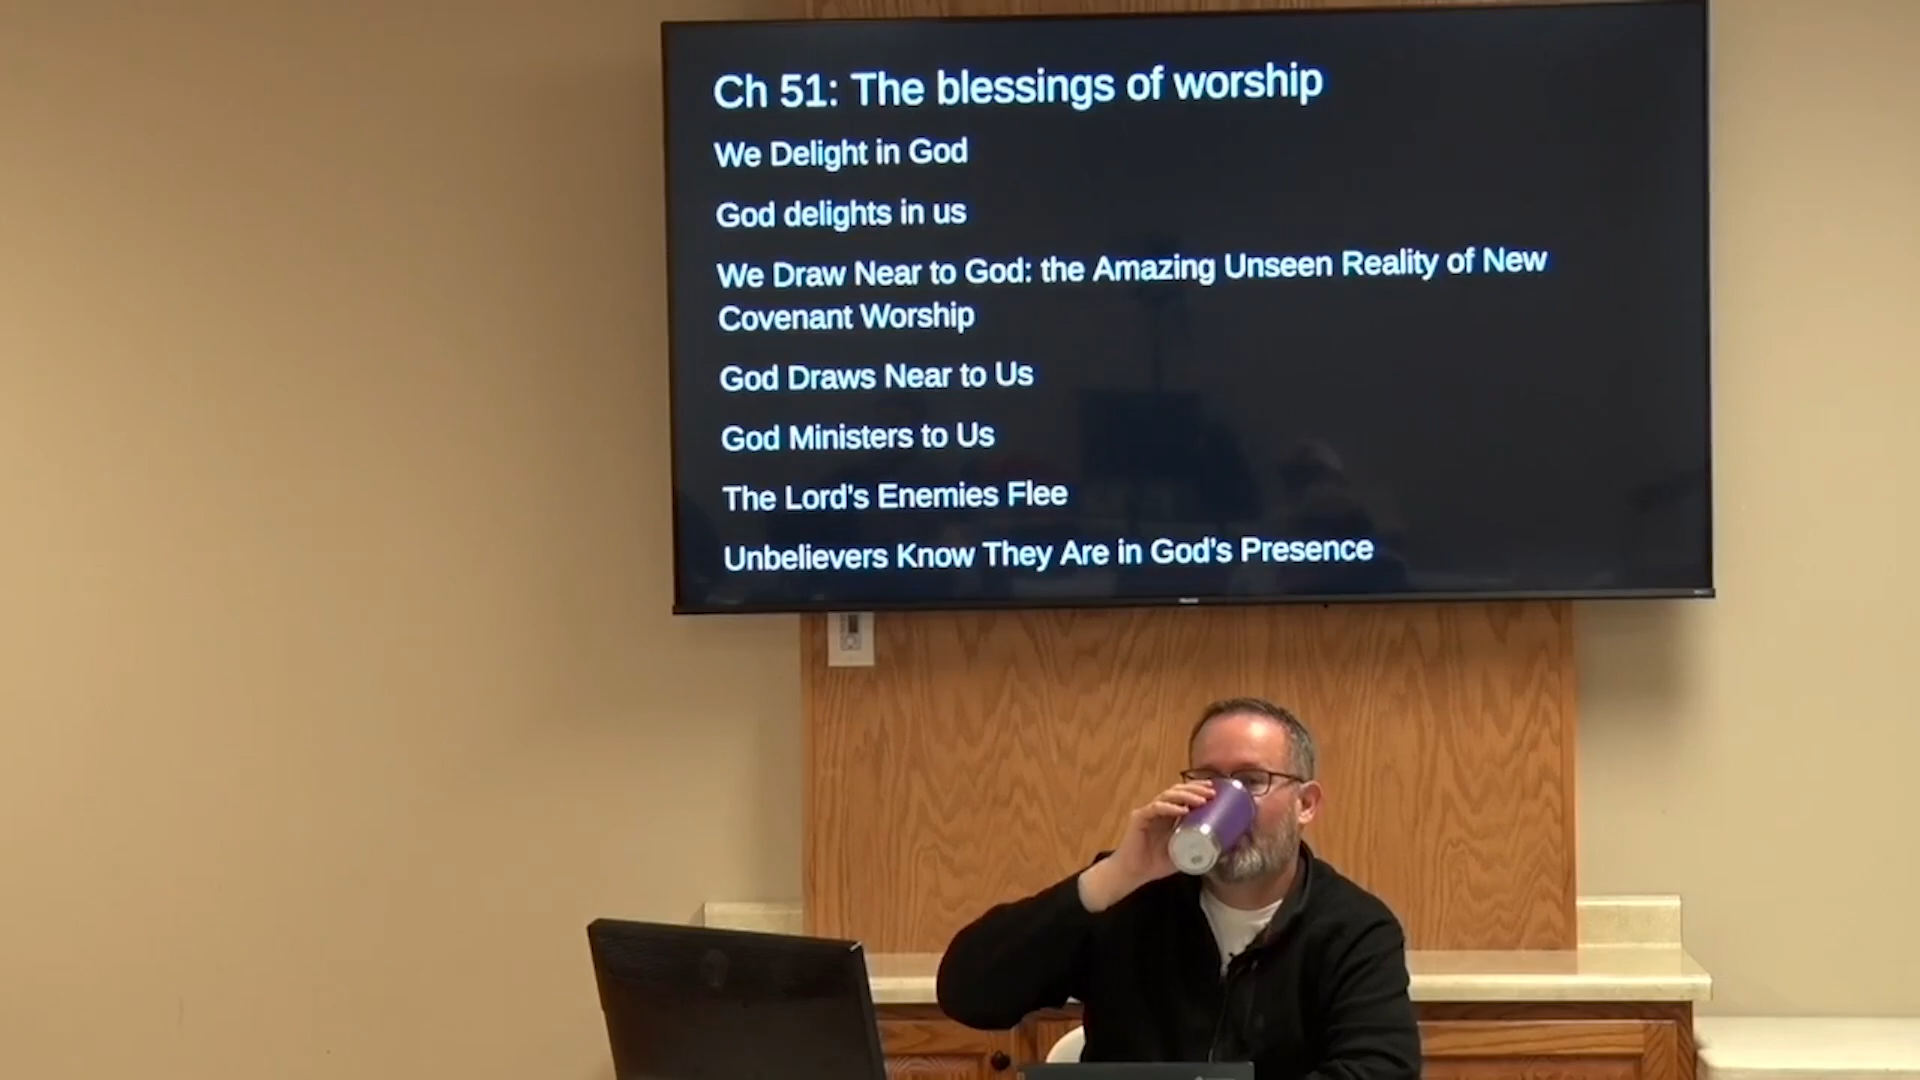 Ch 51: The blessings of worship
We Delight in God
God delights in us
We Draw Near to God: the Amazing Unseen Reality of New
Covenant Worship
God Draws Near to Us
God Ministers to Us
The Lord's Enemies Flee
Unbelievers Know They Are in God's Presence